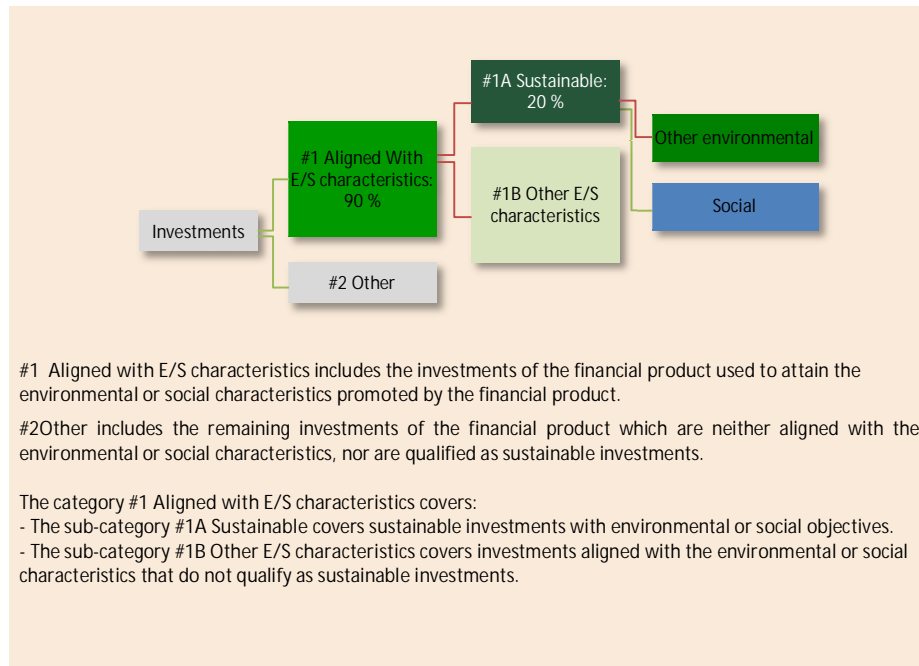 #1A Sustainable:
20 %
Other environmental
#1 Aligned With
E/S characteristics:
90 %
#1B Other E/S
characteristics
Social
Investments
#2 Other
#1 Aligned with E/S characteristics includes the investments of the financial product used to attain the
environmental or social characteristics promoted by the financial product.
#2Other includes the remaining investments of the financial product which are neither aligned with the
environmental or social characteristics, nor are qualified as sustainable investments.
The category #1 Aligned with E/S characteristics covers:
- The sub-category #1A Sustainable covers sustainable investments with environmental or social objectives.
- The sub-category #1B Other E/S characteristics covers investments aligned with the environmental or social
characteristics that do not qualify as sustainable investments.